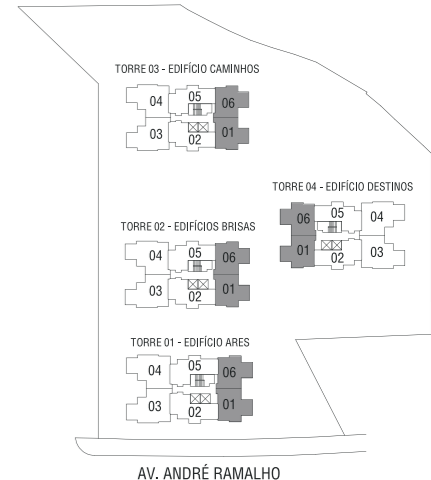 TORRE 03 - EDIFÍCIO CAMINHOS
04 05 06
03 02 01
TORRE 04 - EDIFÍCIO DESTINOS
06 05 04
01 02 03
TORRE 02 - EDIFÍCIOS BRISAS
04 05 06
03 02 01
TORRE 01 - EDIFÍCIO ARES
04 05 06
03 02 01
AV. ANDRÉ RAMALHO